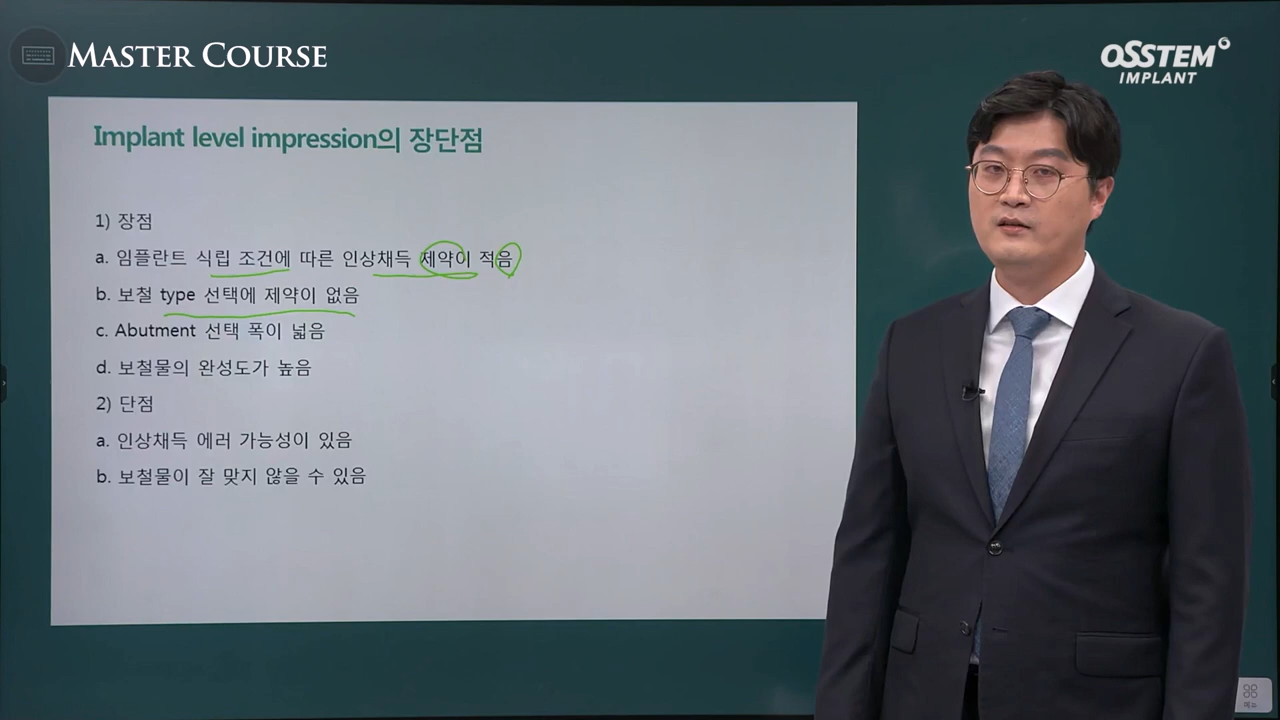 MASTER COURSE
OSSTEM
IMPLANT
Implant level impression의 장단점
1) 장점
a. 임플란트 식립 조건에 따른 인상채득 제약이 적음
b. 보철 type 선택에 제약이 없음
c. Abutment 선택 폭이 넓음
d. 보철물의 완성도가 높음
2) 단점
a. 인상채득 에러 가능성이 있음
b. 보철물이 잘 맞지 않을 수 있음
메뉴